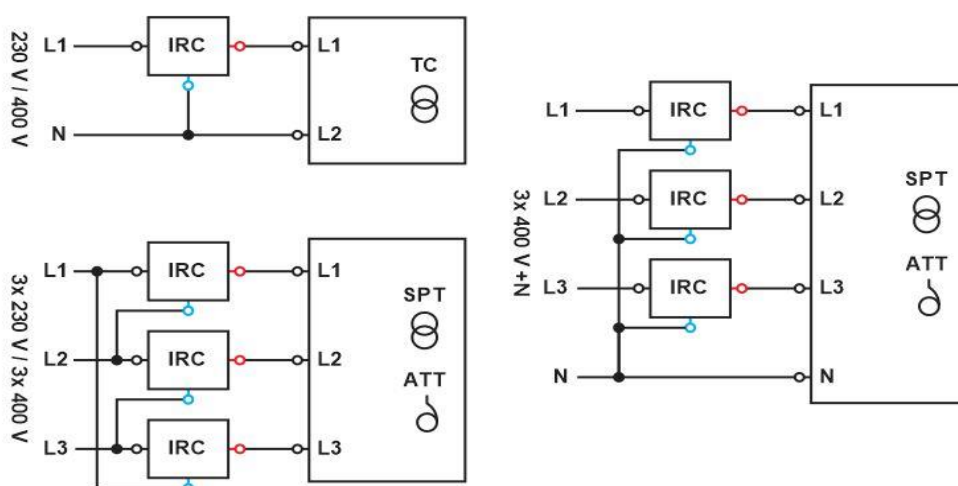 230 V / 400 V
L1 IRC L1
TC
N L2
3x 230 V / 3x 400 V
L1 IRC L1
SPT
L2 IRC L2
ATT
L3 IRC L3
3x 400 V +N
L1 IRC L1
L2 IRC L2
SPT
ATT
L3 IRC L3
N N